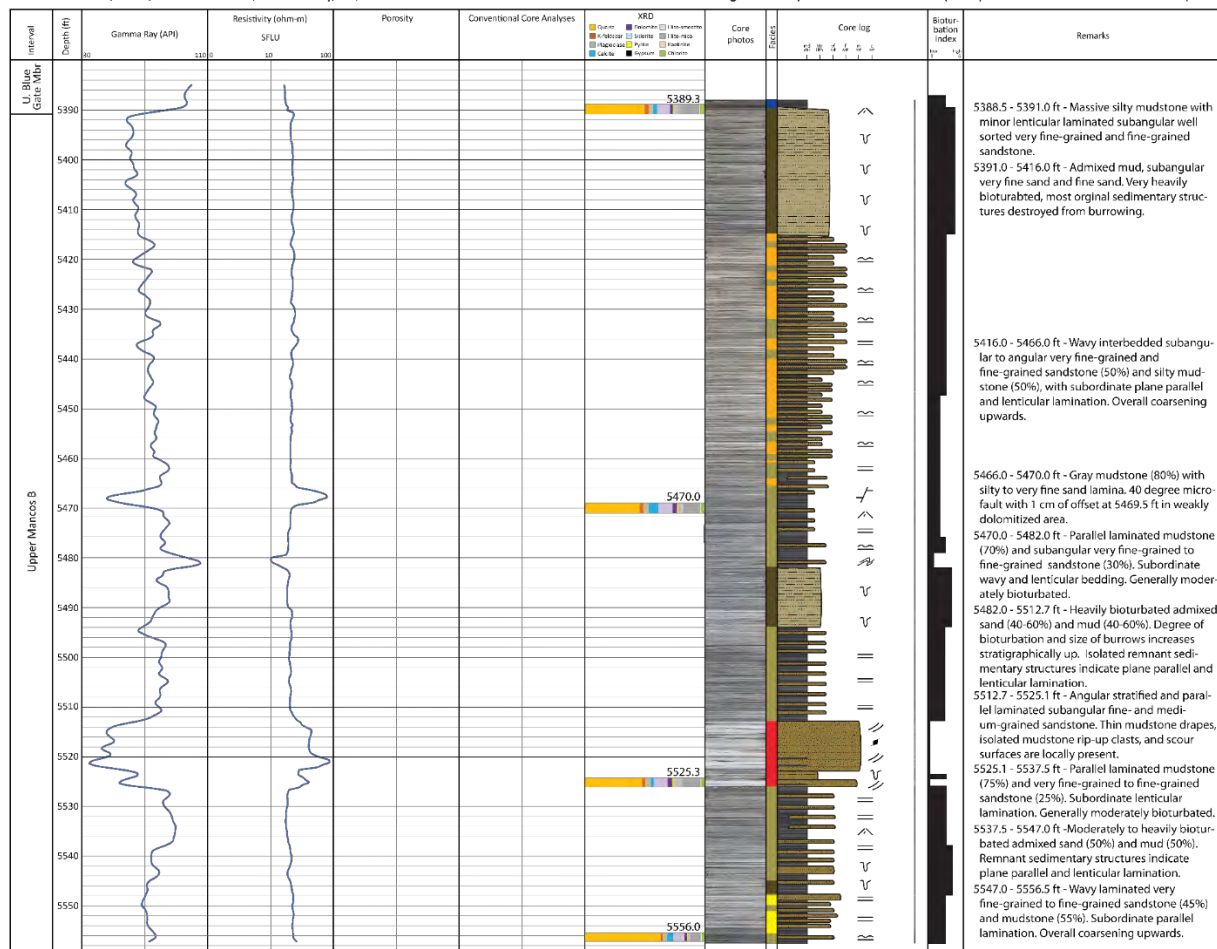 Interval
Depth (ft)
Gamma Ray (API)
30
110
Resistivity (ohm-m)
SFLU
10
100
Porosity
Conventional Core Analyses
XRD
Quartz
Dolomite
Illite-smectite
K-feldspar
Siderite
Illite-mica
Plagioclase
Pyrite
Kaolinite
Calcite
Gypsum
Chlorite
Core
photos
Facies
Core log
Biotur-
bation
Index
Remarks
U. Blue
Gate Mbr
Upper Mancos B
5390
5400
5410
5420
5430
5440
5450
5460
5470
5480
5490
5500
5510
5520
5530
5540
5550
5389.3
5470.0
5525.3
5556.0
5388.5 - 5391.0 ft - Massive silty mudstone with
minor lenticular laminated subangular well
sorted very fine-grained and fine-grained
sandstone.
5391.0 - 5416.0 ft - Admixed mud, subangular
very fine sand and fine sand. Very heavily
bioturabted, most orginal sedimentary struc-
tures destroyed from burrowing.
5416.0 - 5466.0 ft - Wavy interbedded subangu-
lar to angular very fine-grained and
fine-grained sandstone (50%) and silty mud-
stone (50%), with subordinate plane parallel
and lenticular lamination. Overall coarsening
upwards.
5466.0 - 5470.0 ft - Gray mudstone (80%) with
silty to very fine sand lamina. 40 degree micro-
fault with 1 cm of offset at 5469.5 ft in weakly
dolomitized area.
5470.0 - 5482.0 ft - Parallel laminated mudstone
(70%) and subangular very fine-grained to
fine-grained sandstone (30%). Subordinate
wavy and lenticular bedding. Generally moder-
ately bioturbated.
5482.0 - 5512.7 ft - Heavily bioturbated admixed
sand (40-60%) and mud (40-60%). Degree of
bioturbation and size of burrows increases
stratigraphically up. Isolated remnant sedi-
mentary structures indicate plane parallel and
lenticular lamination.
5512.7 - 5525.1 ft - Angular stratified and paral-
lel laminated subangular fine- and medi-
um-grained sandstone. Thin mudstone drapes,
isolated mudstone rip-up clasts, and scour
surfaces are locally present.
5525.1 - 5537.5 ft - Parallel laminated mudstone
(75%) and very fine-grained to fine-grained
sandstone (25%). Subordinate lenticular
lamination. Generally moderately bioturbated.
5537.5 - 5547.0 ft -Moderately to heavily biotur-
bated admixed sand (50%) and mud (50%).
Remnant sedimentary structures indicate
plane parallel and lenticular lamination.
5547.0 - 5556.5 ft - Wavy laminated very
fine-grained to fine-grained sandstone (45%)
and mudstone (55%). Subordinate parallel
lamination. Overall coarsening upwards.